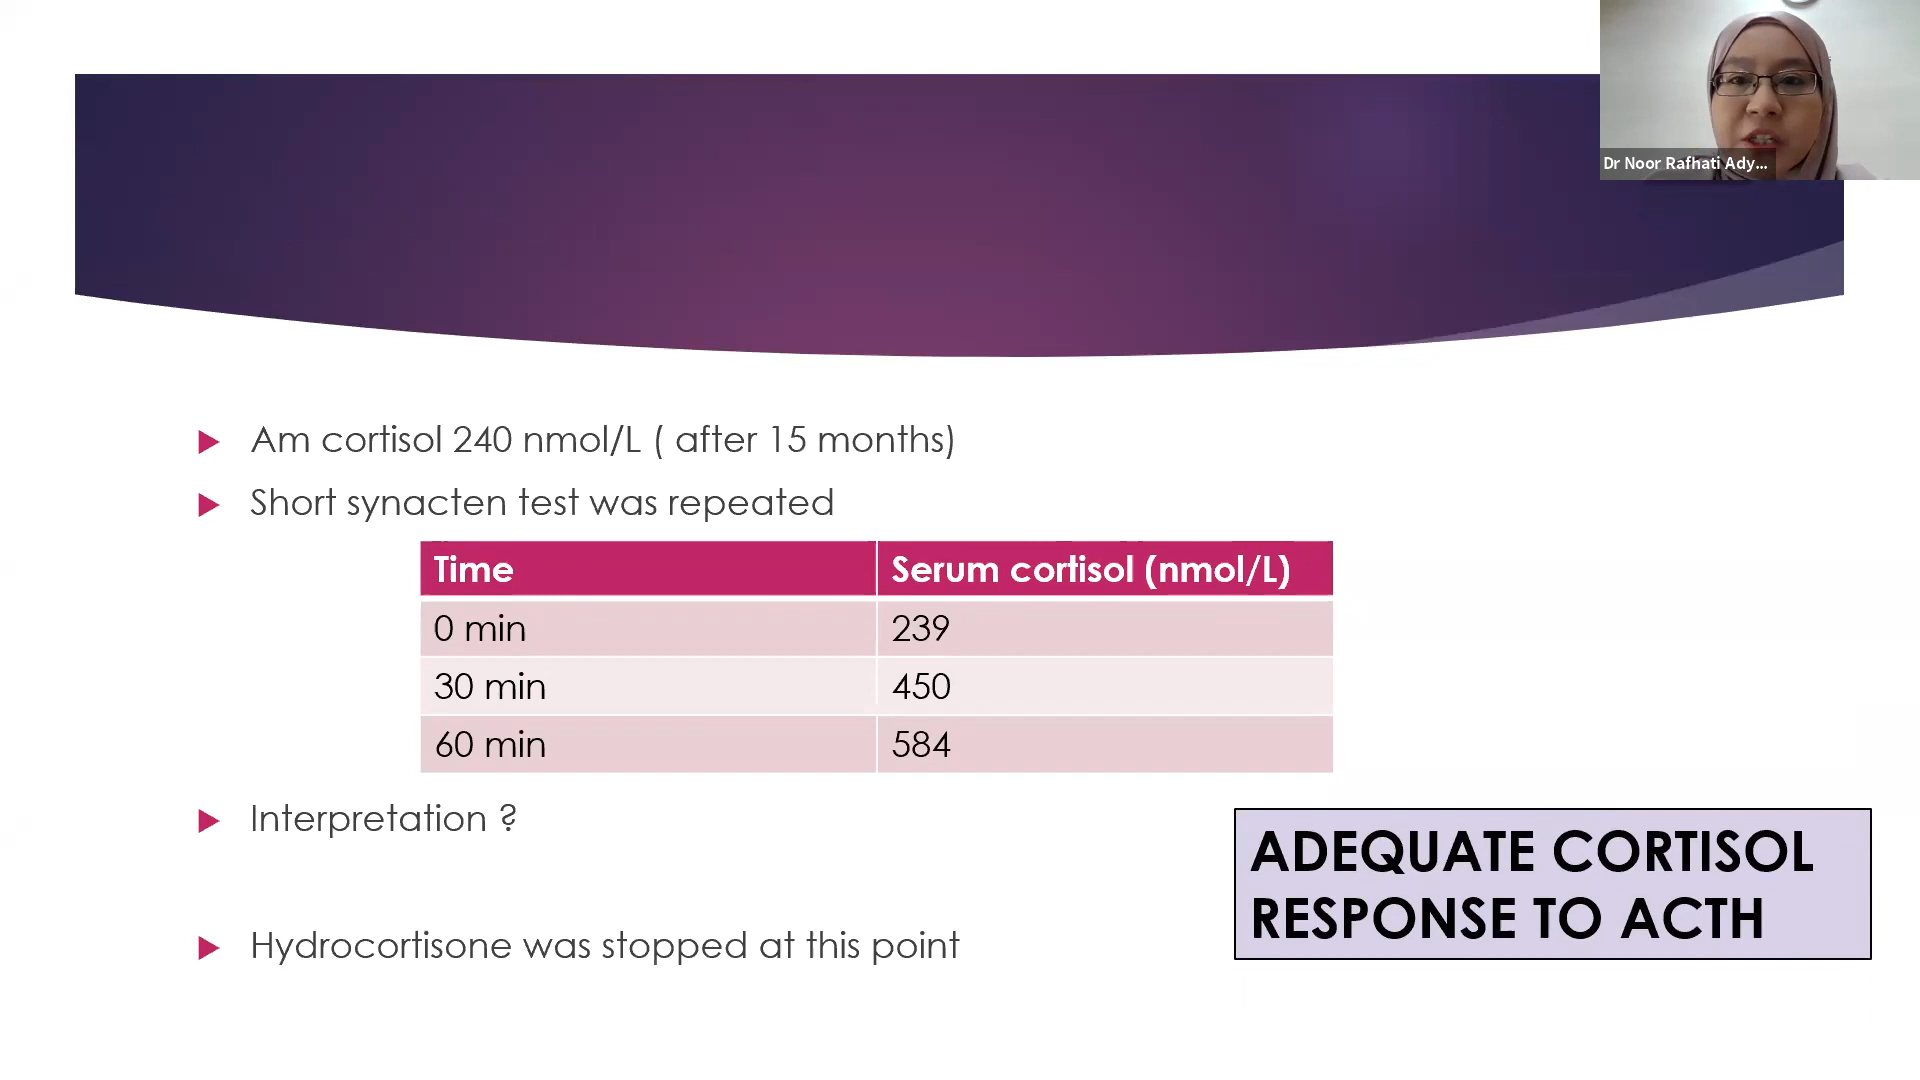 Dr Noor Rafhati Ady...
Am cortisol 240 nmol/L ( after 15 months)
Short synacten test was repeated
Time Serum cortisol (nmol/L)
0 min 239
30 min 450
60 min 584
Interpretation ?
ADEQUATE CORTISOL
RESPONSE TO ACTH
Hydrocortisone was stopped at this point